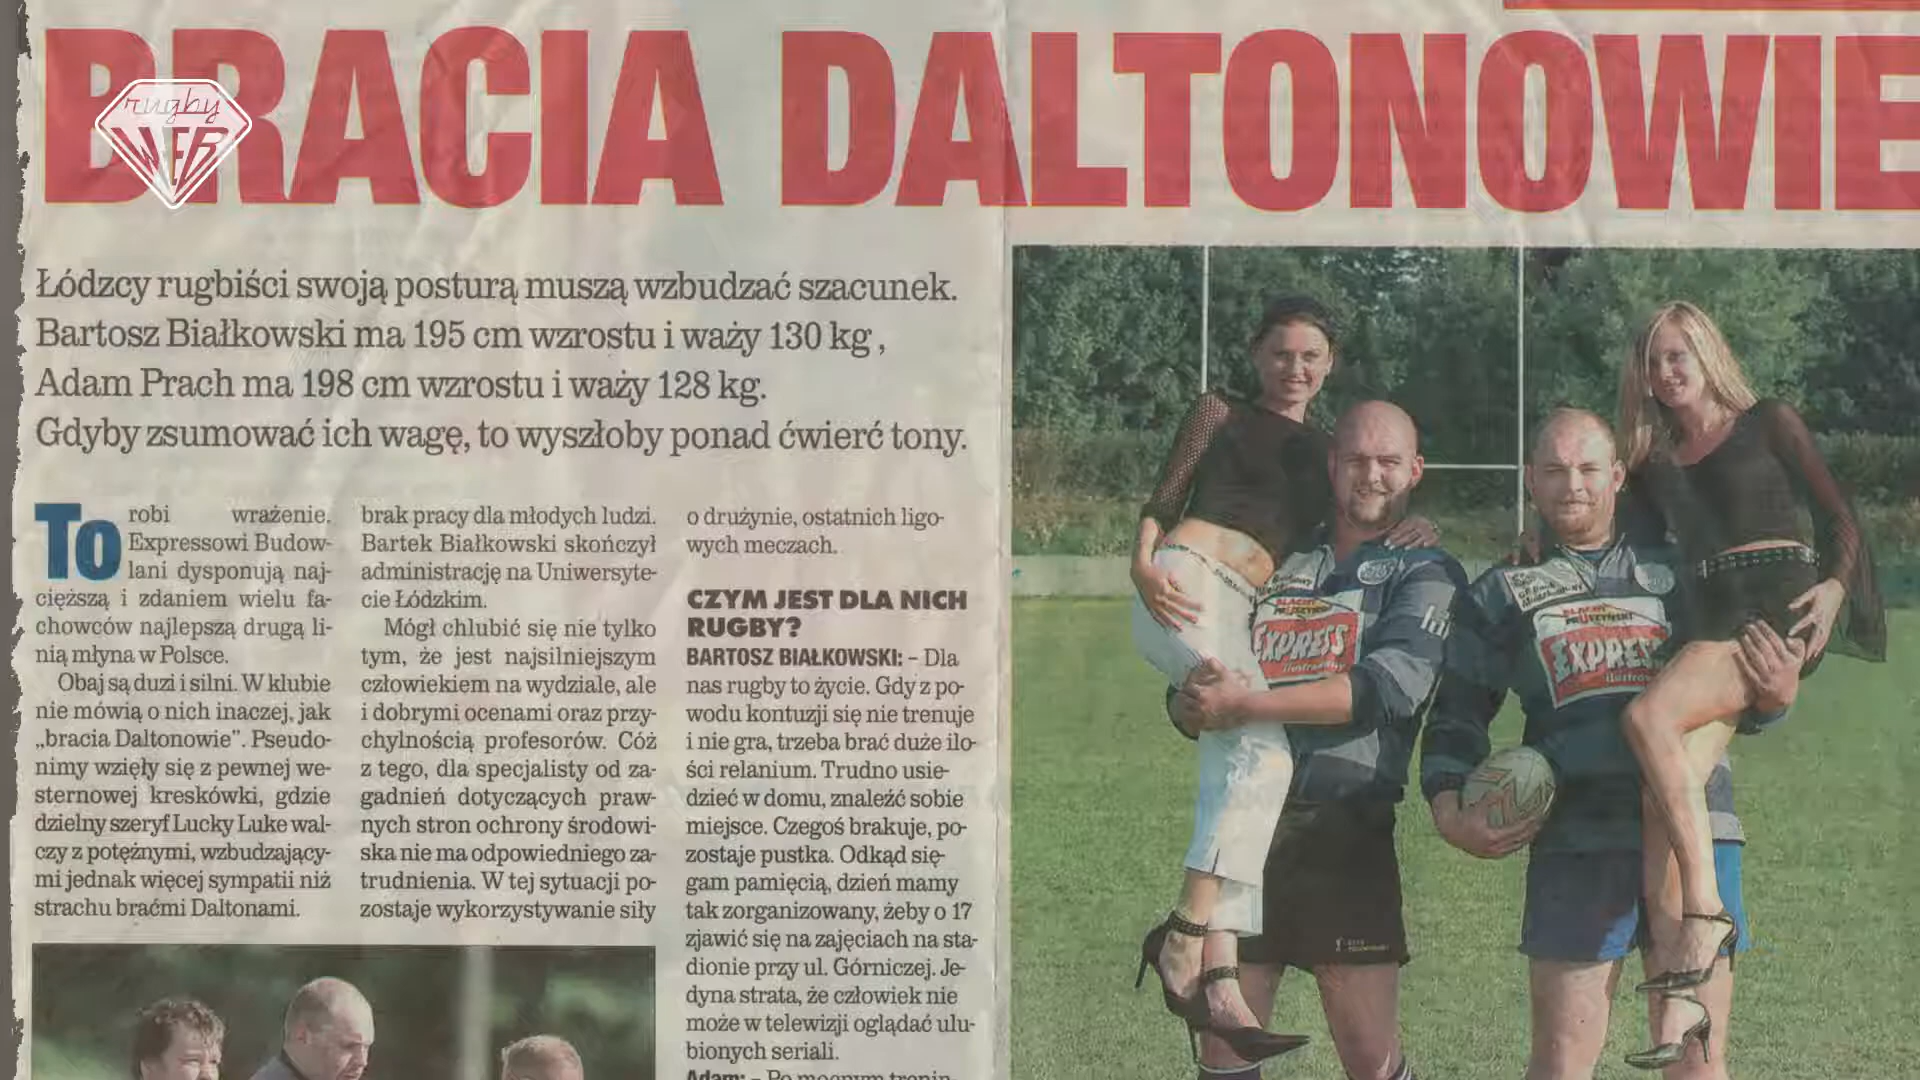 BRACIA DALTONOWIE
rugby
WEB
Łódzcy rugbiści swoją posturą muszą wzbudzać szacunek.
Bartosz Białkowski ma 195 cm wzrostu i waży 130 kg ,
Adam Prach ma 198 cm wzrostu i waży 128 kg.
Gdyby zsumować ich wagę, to wyszłoby ponad ćwierć tony.
To robi wrażenie.
Expressowi Budow-
lani dysponują naj-
cięższą i zdaniem wielu fa-
chowców najlepszą drugą li-
nią młyna w Polsce.
Obaj są duzi i silni. W klubie
nie mówią o nich inaczej, jak
„bracia Daltonowie”. Pseudo-
nimy wzięły się z pewnej we-
sternowej kreskówki, gdzie
dzielny szeryf Lucky Luke wal-
czy z potężnymi, wzbudzający-
mi jednak więcej sympatii niż
strachu braćmi Daltonami.
brak pracy dla młodych ludzi.
Bartek Białkowski skończył
administrację na Uniwersyte-
cie Łódzkim.
Mógł chlubić się nie tylko
tym, że jest najsilniejszym
człowiekiem na wydziale, ale
i dobrymi ocenami oraz przy-
chylnością profesorów. Cóż
z tego, dla specjalisty od za-
gadnień dotyczących praw-
nych stron ochrony środowi-
ska nie ma odpowiedniego za-
trudnienia. W tej sytuacji po-
zostaje wykorzystywanie siły
o drużynie, ostatnich ligo-
wych meczach.
CZYM JEST DLA NICH
RUGBY?
BARTOSZ BIAŁKOWSKI: – Dla
nas rugby to życie. Gdy z po-
wodu kontuzji się nie trenuje
i nie gra, trzeba brać duże ilo-
ści relanium. Trudno usie-
dzieć w domu, znaleźć sobie
miejsce. Czegoś brakuje, po-
zostaje pustka. Odkąd się-
gam pamięcią, dzień mamy
tak zorganizowany, żeby o 17
zjawić się na zajęciach na sta-
dionie przy ul. Górniczej. Je-
dyna strata, że człowiek nie
może w telewizji oglądać ulu-
bionych seriali.
Adam: – Po mocnym trenin-
BLACHY
PRUSZYŃSKI
EXPRESS
ilustrowany
BLACHY
PRUSZYŃSKI
EXPRESS